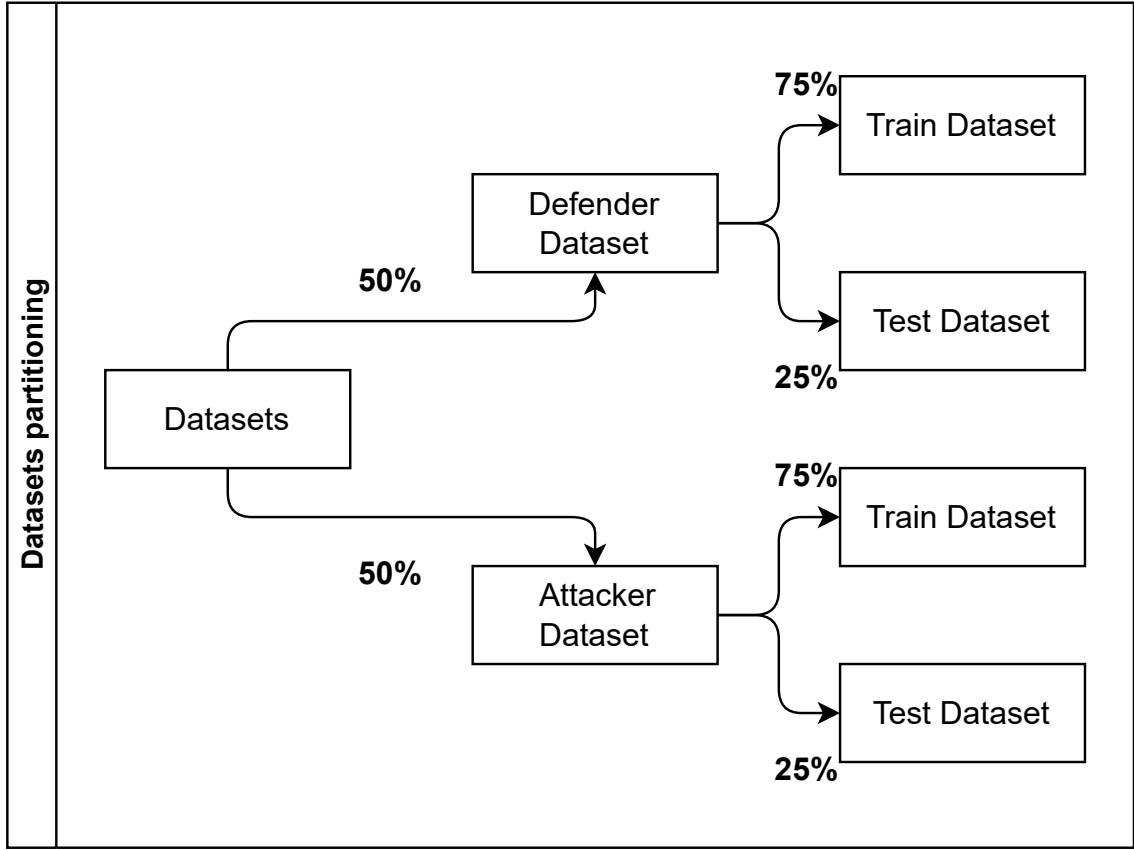 Datasets partitioning
Datasets
50%
50%
Defender
Dataset
Attacker
Dataset
75%
Train Dataset
Test Dataset
25%
75%
Train Dataset
Test Dataset
25%